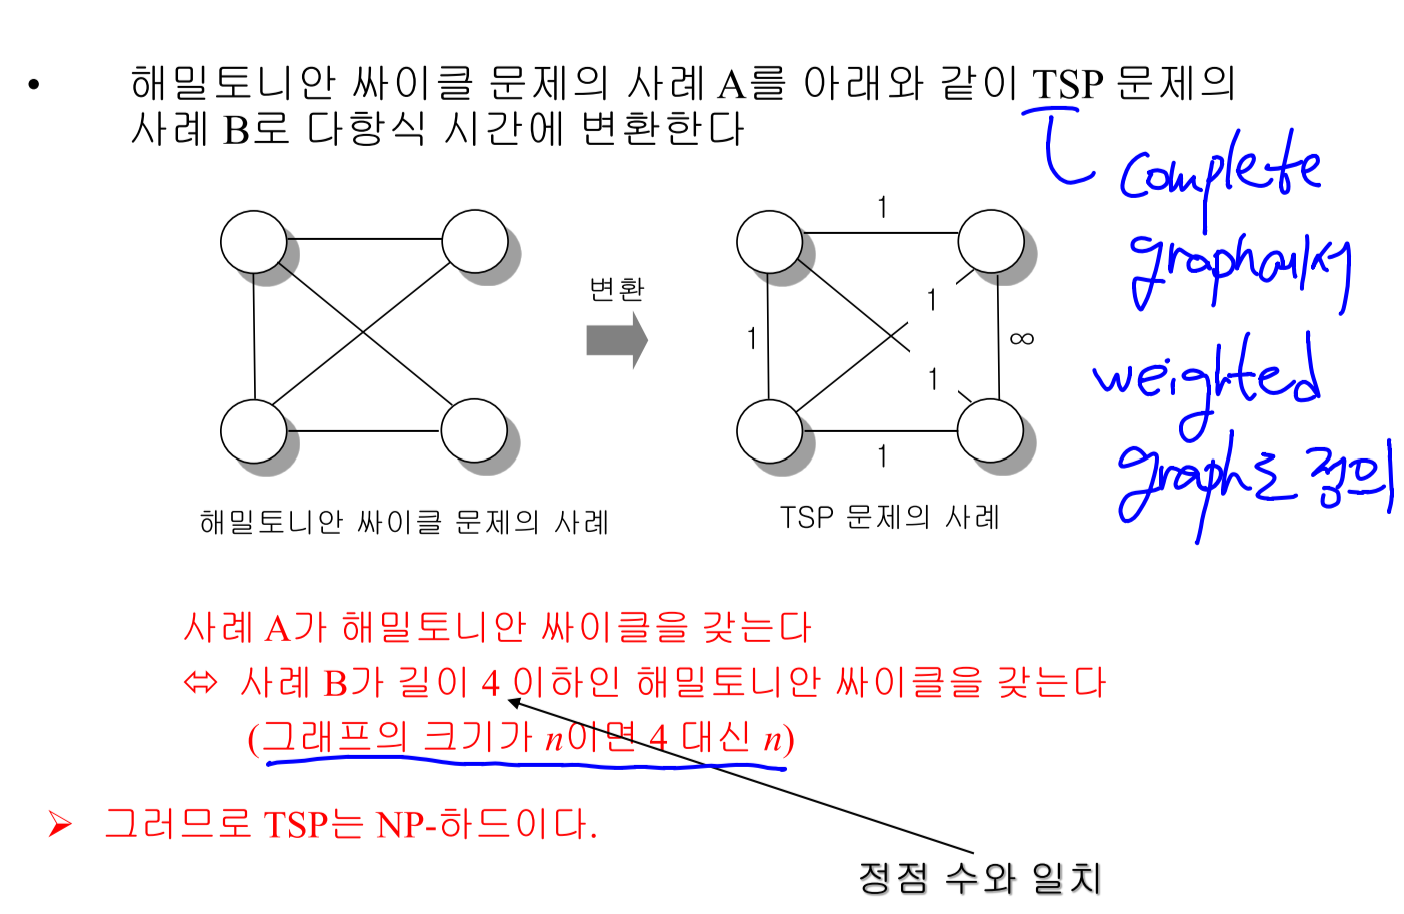 • 해밀토니안 싸이클 문제의 사례 A를 아래와 같이 TSP 문제의
사례 B로 다항식 시간에 변환한다
complete
graph에서
weighted
graph로 정의
변환
1
1
1
1
1
∞
해밀토니안 싸이클 문제의 사례
TSP 문제의 사례
사례 A가 해밀토니안 싸이클을 갖는다
⇔ 사례 B가 길이 4 이하인 해밀토니안 싸이클을 갖는다
(그래프의 크기가 n이면 4 대신 n)
➢ 그러므로 TSP는 NP-하드이다.
정점 수와 일치